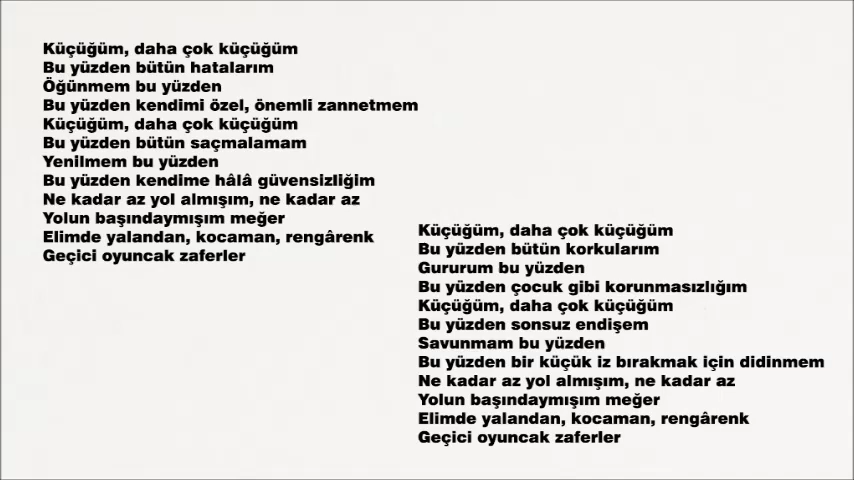 Küçüğüm, daha çok küçüğüm
Bu yüzden bütün hatalarım
Öğünmem bu yüzden
Bu yüzden kendimi özel, önemli zannetmem
Küçüğüm, daha çok küçüğüm
Bu yüzden bütün saçmalamam
Yenilmem bu yüzden
Bu yüzden kendime hâlâ güvensizliğim
Ne kadar az yol almışım, ne kadar az
Yolun başındaymışım meğer
Elimde yalandan, kocaman, rengârenk
Geçici oyuncak zaferler
Küçüğüm, daha çok küçüğüm
Bu yüzden bütün korkularım
Gururum bu yüzden
Bu yüzden çocuk gibi korunmasızlığım
Küçüğüm, daha çok küçüğüm
Bu yüzden sonsuz endişem
Savunmam bu yüzden
Bu yüzden bir küçük iz bırakmak için didinmem
Ne kadar az yol almışım, ne kadar az
Yolun başındaymışım meğer
Elimde yalandan, kocaman, rengârenk
Geçici oyuncak zaferler